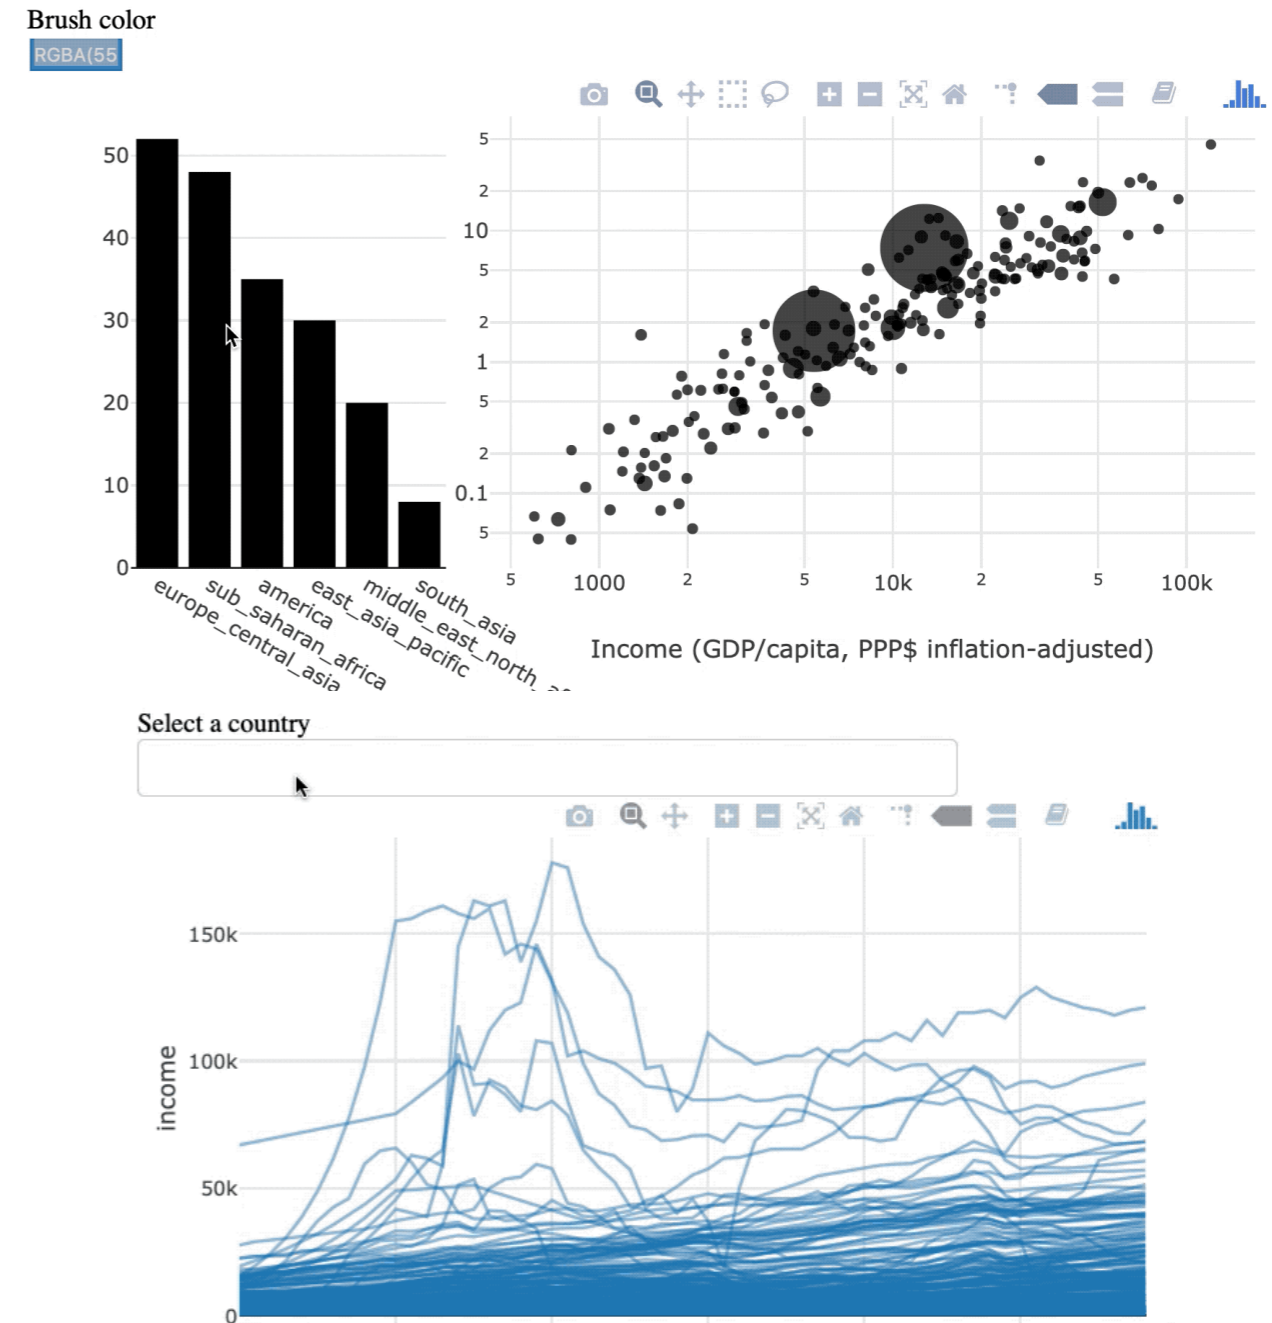 Brush color
RGBA(55
50
40
30
20
10
0
europe_central_asia
sub_saharan_africa
america
east_asia_pacific
middle_east_north_
south_asia
5
2
10
5
2
1
5
2
0.1
5
5 1000 2 5 10k 2 5 100k
Income (GDP/capita, PPP$ inflation-adjusted)
Select a country
150k
100k
50k
0
income